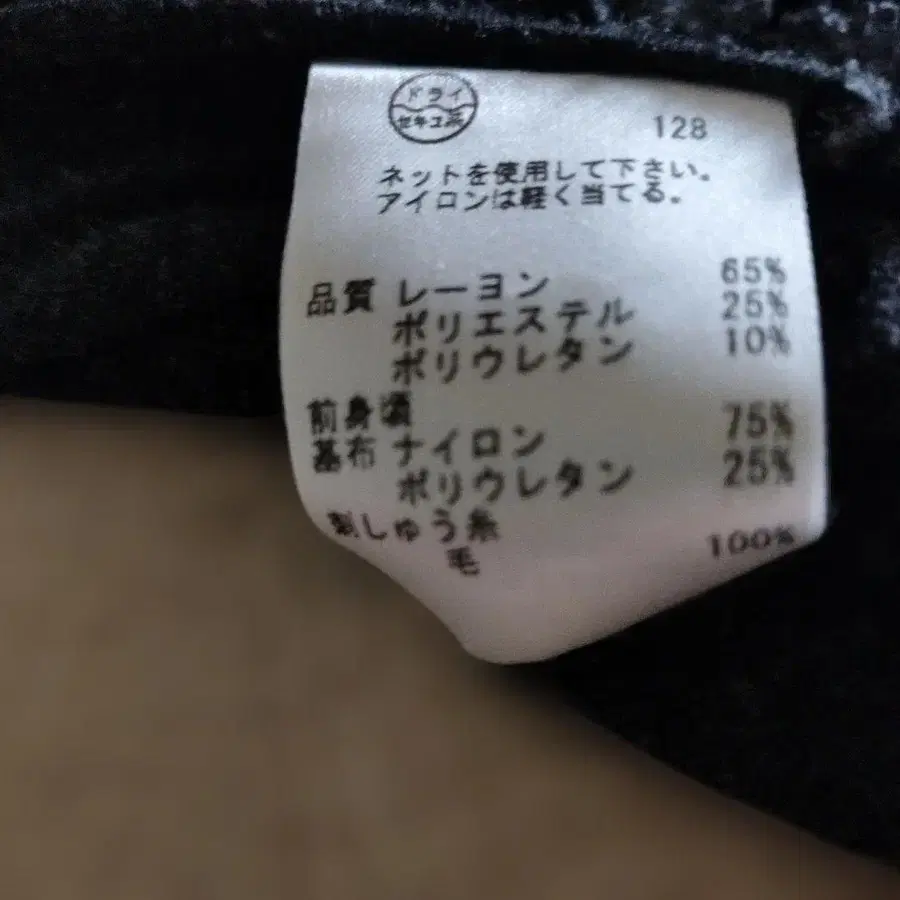 ドライ
セキユ系
128
ネットを使用して下さい。
アイロンは軽く当てる。
品質 レーヨン 65%
ポリエステル 25%
ポリウレタン 10%
前身頃
基布 ナイロン 75%
ポリウレタン 25%
刺しゅう糸
毛 100%